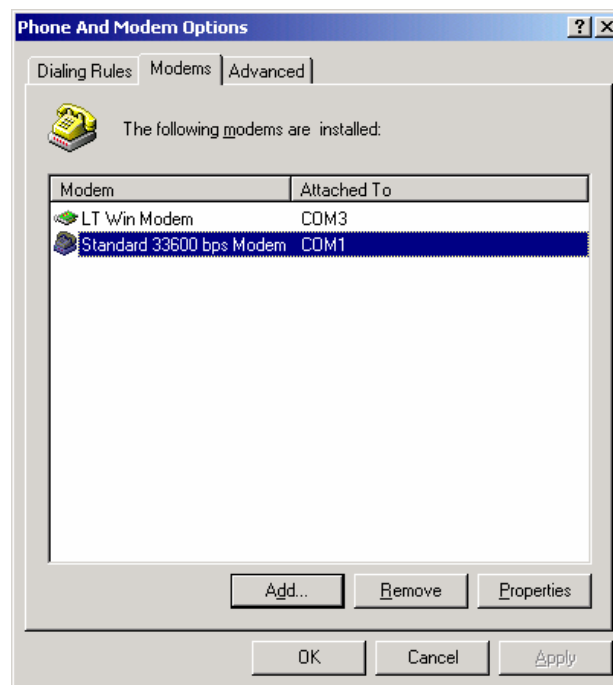 Phone And Modem Options
Dialing Rules Modems Advanced
The following modems are installed:
Modem Attached To
LT Win Modem COM3
Standard 33600 bps Modem COM1
Add... Remove Properties
OK Cancel Apply